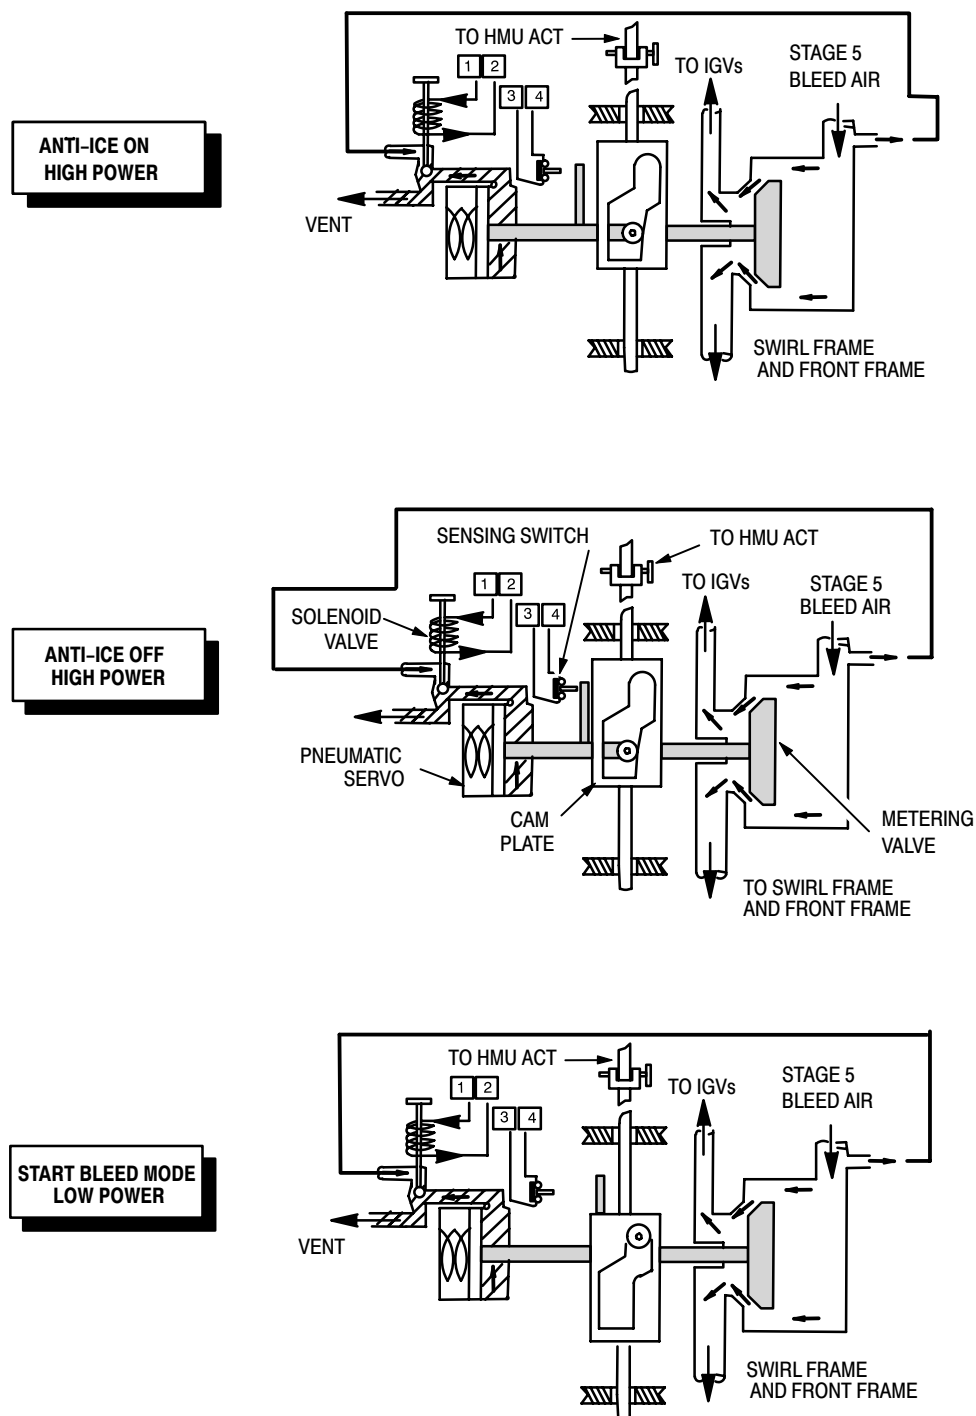 TO HMU ACT
STAGE 5
BLEED AIR
TO IGVs
1 2
3 4
ANTI-ICE ON
HIGH POWER
VENT
SWIRL FRAME
AND FRONT FRAME
SENSING SWITCH
TO HMU ACT
TO IGVs
STAGE 5
BLEED AIR
1 2
3 4
SOLENOID
VALVE
ANTI-ICE OFF
HIGH POWER
PNEUMATIC
SERVO
CAM
PLATE
METERING
VALVE
TO SWIRL FRAME
AND FRONT FRAME
TO HMU ACT
TO IGVs
STAGE 5
BLEED AIR
1 2
3 4
START BLEED MODE
LOW POWER
VENT
SWIRL FRAME
AND FRONT FRAME